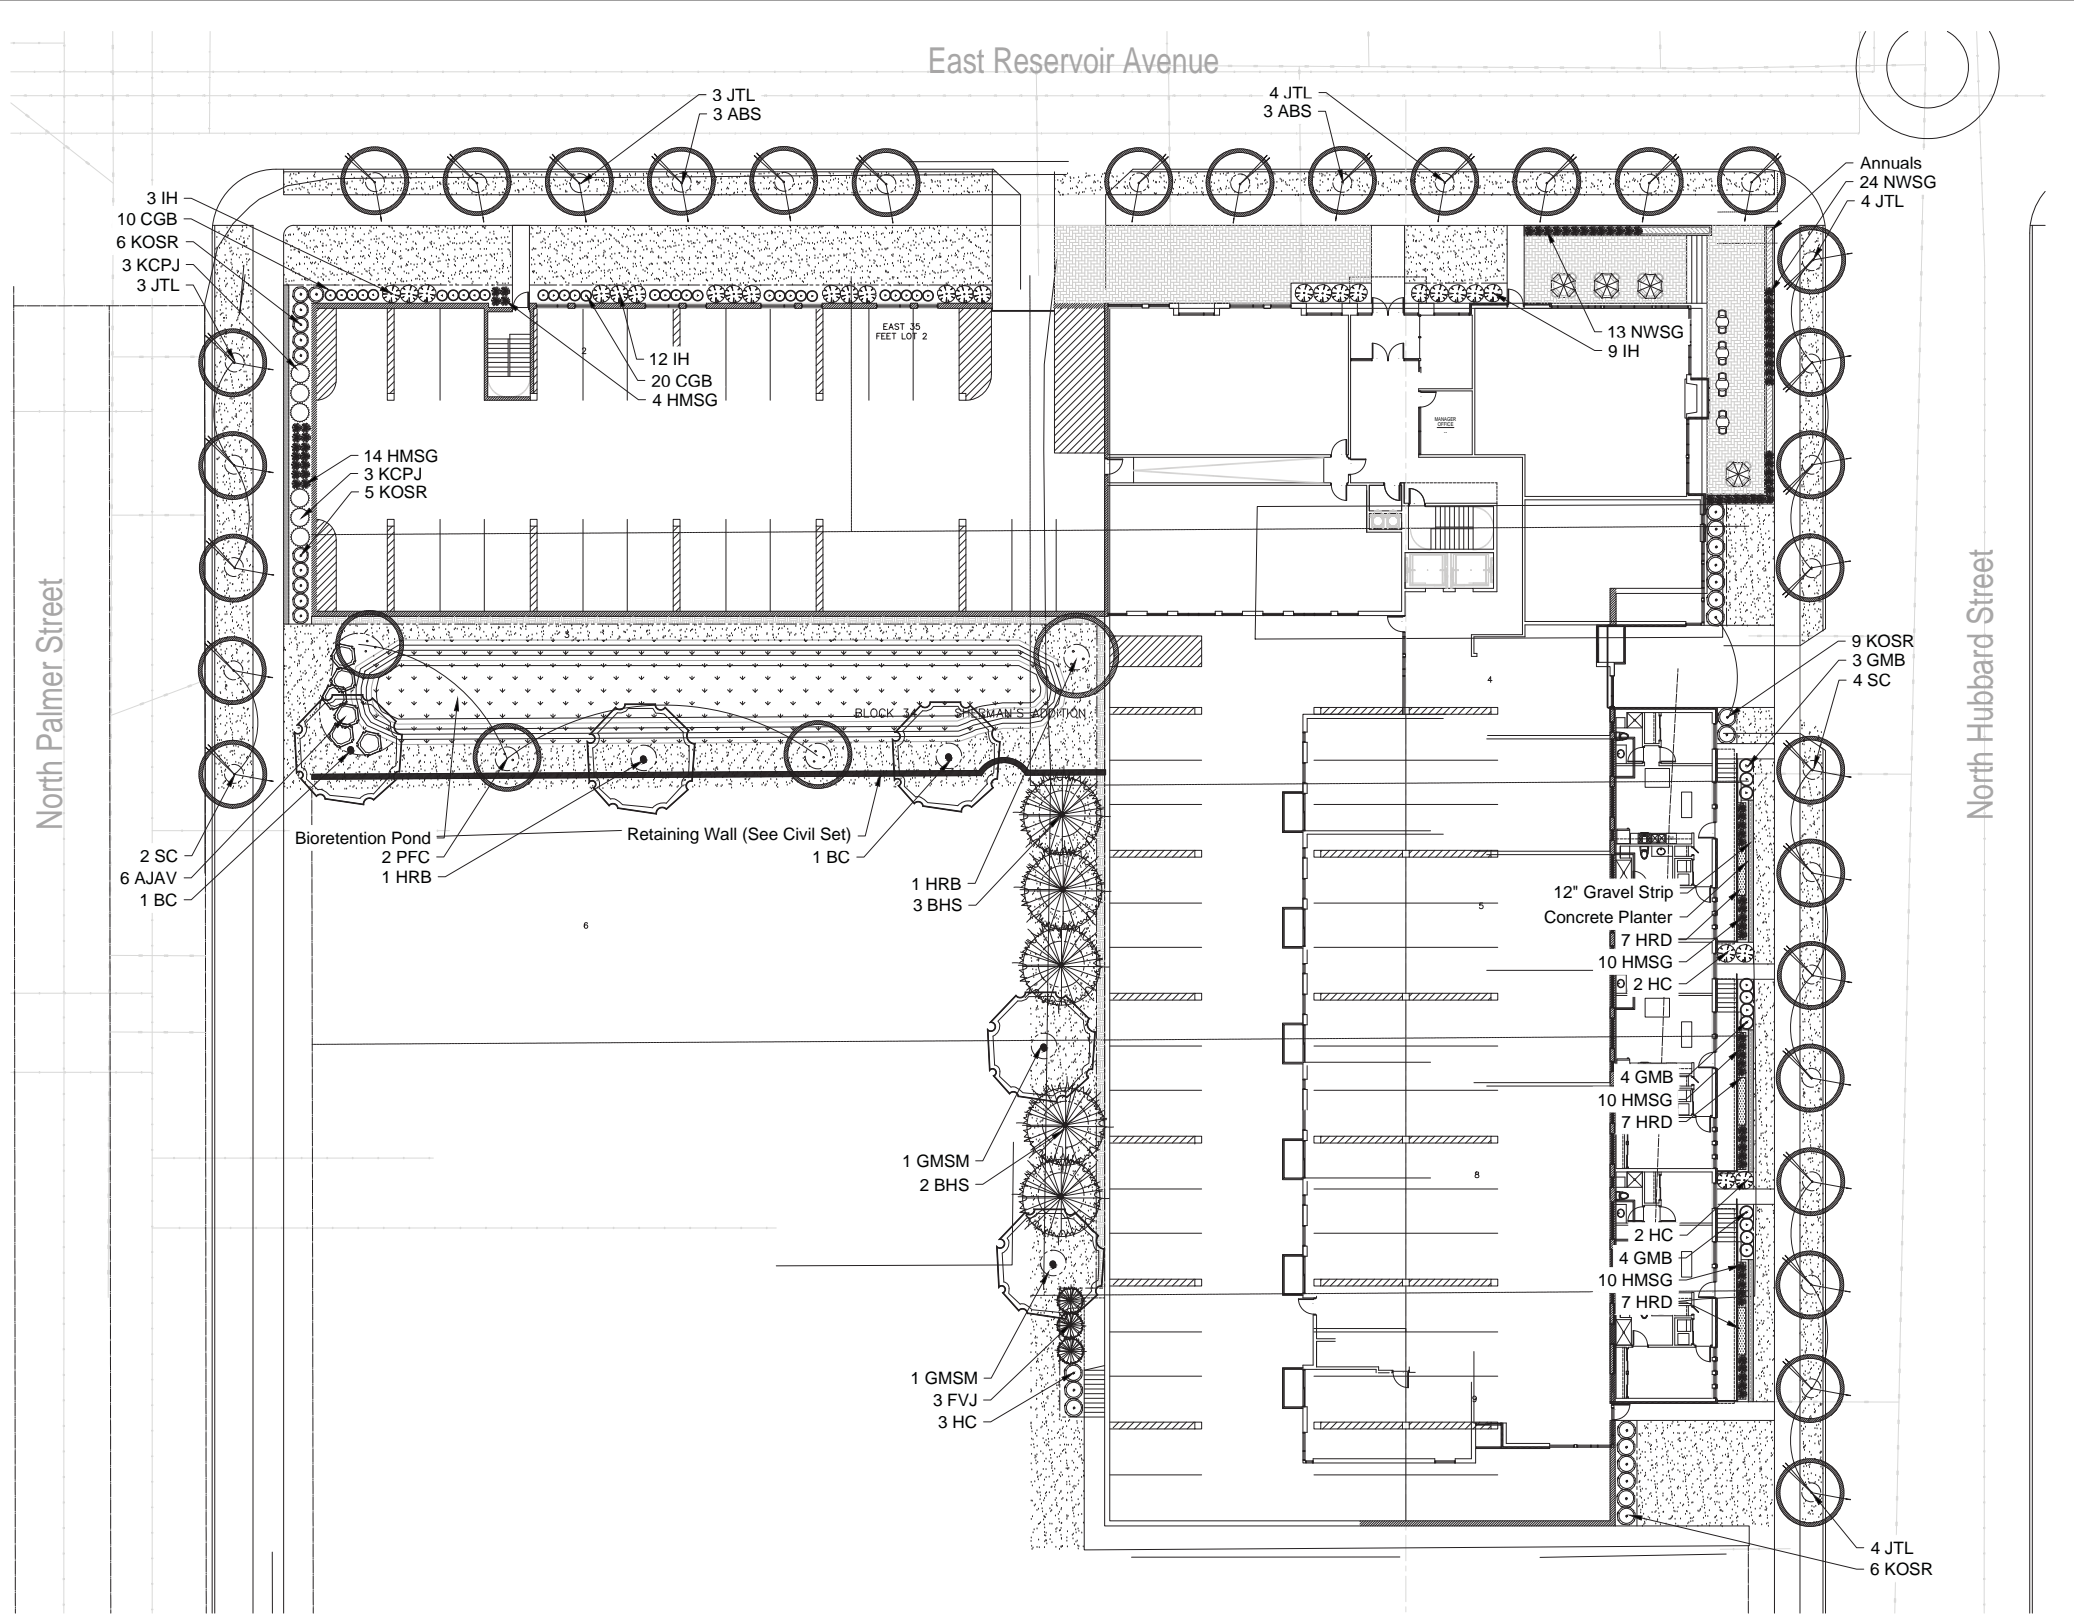 East Reservoir Avenue
3 JTL
3 ABS
4 JTL
3 ABS
Annuals
24 NWSG
4 JTL
3 IH
10 CGB
6 KOSR
3 KCPJ
3 JTL
EAST 35
FEET LOT 2
2
12 IH
20 CGB
4 HMSG
13 NWSG
9 IH
MANAGER
OFFICE
14 HMSG
3 KCPJ
5 KOSR
North Palmer Street
North Hubbard Street
3
4
9 KOSR
3 GMB
4 SC
SHERMAN'S ADDITION
Bioretention Pond
2 PFC
1 HRB
Retaining Wall (See Civil Set)
1 BC
2 SC
6 AJAV
1 BC
1 HRB
3 BHS
6
5
12" Gravel Strip
Concrete Planter
7 HRD
10 HMSG
2 HC
4 GMB
10 HMSG
7 HRD
1 GMSM
2 BHS
8
2 HC
4 GMB
10 HMSG
7 HRD
1 GMSM
3 FVJ
3 HC
9
4 JTL
6 KOSR